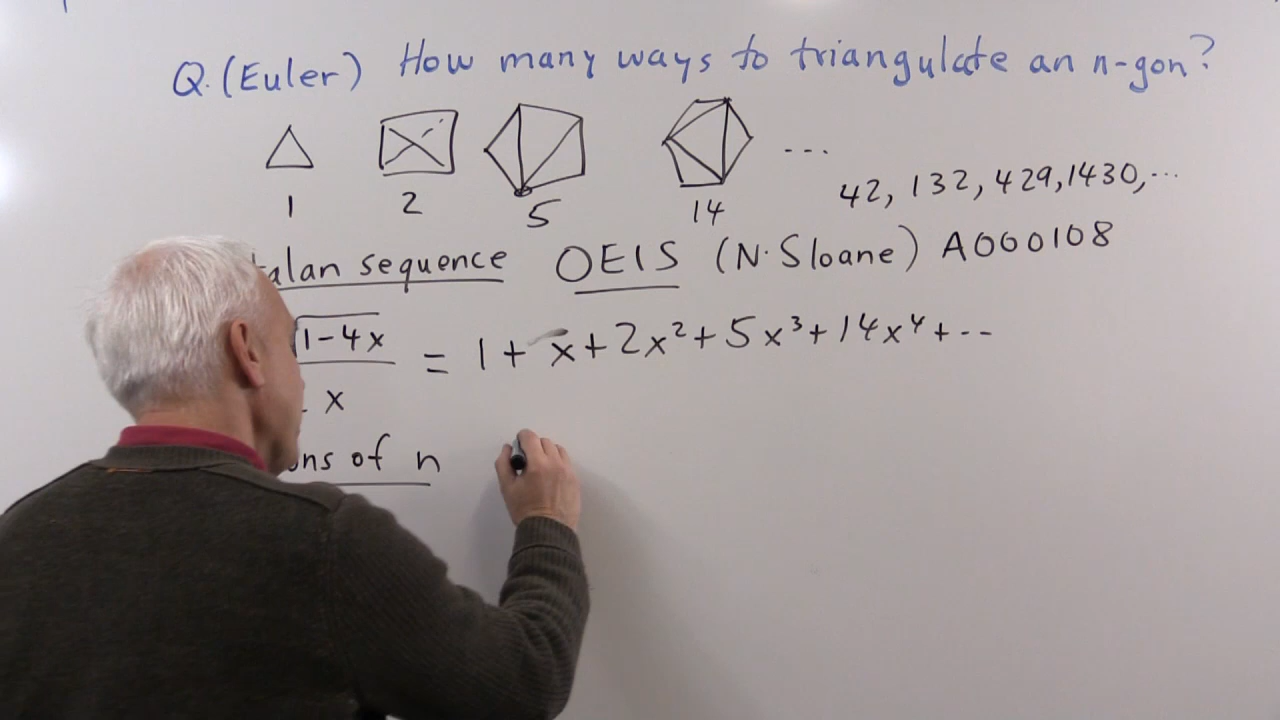 Q. (Euler) How many ways to triangulate an n-gon?
1 2 5 14 ...
42, 132, 429, 1430, ...
talan sequence OEIS (N. Sloane) A000108
√1-4x = 1 + x + 2x² + 5x³ + 14x⁴ + --
x
ons of n